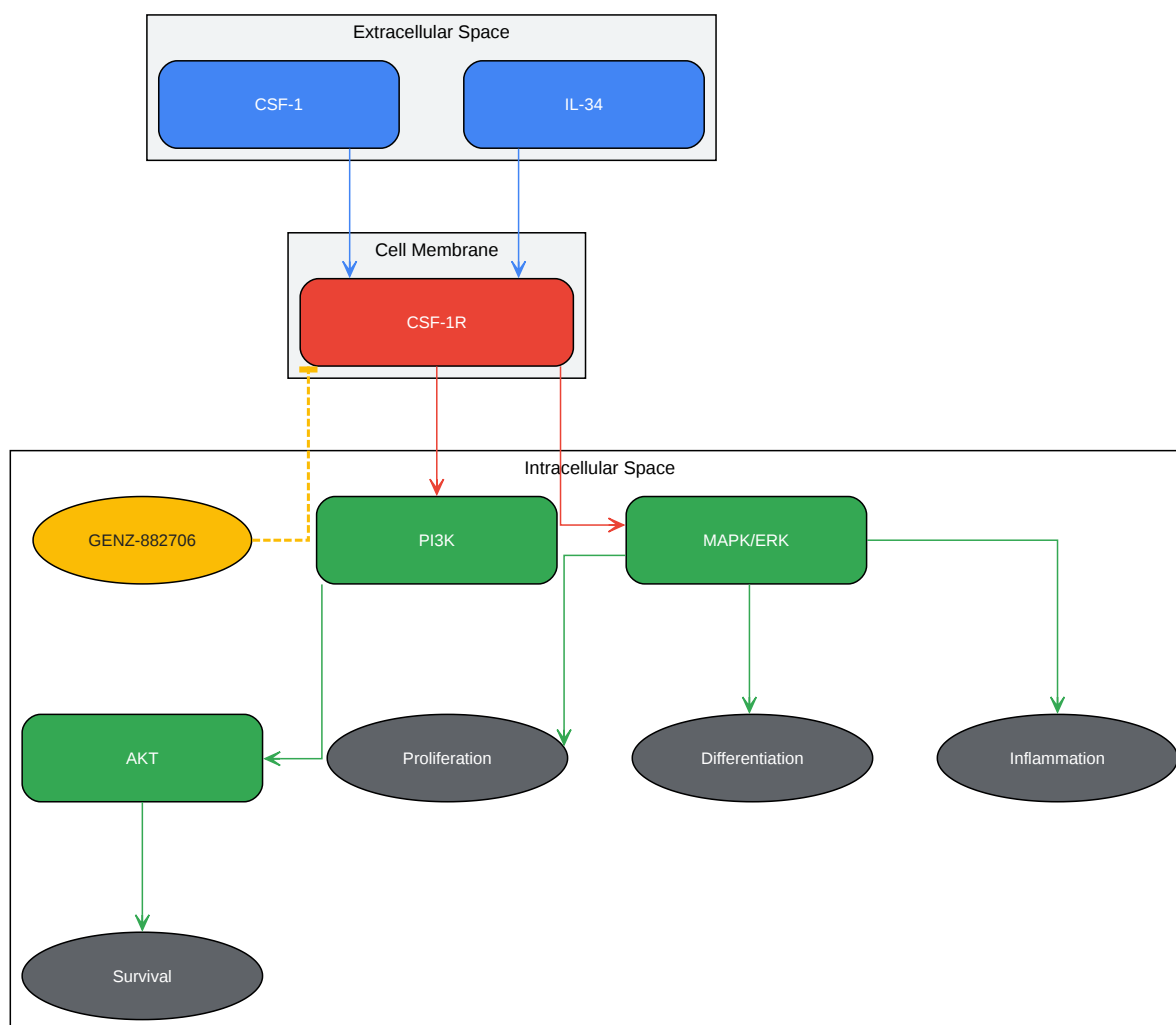 Extracellular Space
CSF-1
IL-34
Cell Membrane
CSF-1R
Intracellular Space
GENZ-882706
PI3K
MAPK/ERK
AKT
Proliferation
Differentiation
Inflammation
Survival